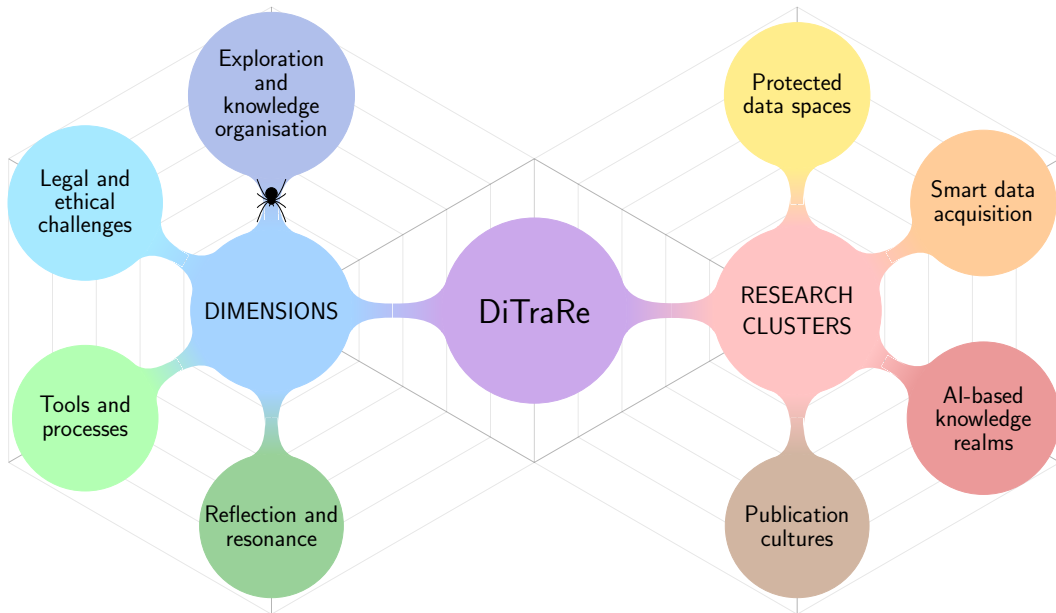 Exploration
and
knowledge
organisation
Legal and
ethical
challenges
DIMENSIONS
Tools and
processes
Reflection and
resonance
DiTraRe
Protected
data spaces
Smart data
acquisition
RESEARCH
CLUSTERS
AI-based
knowledge
realms
Publication
cultures